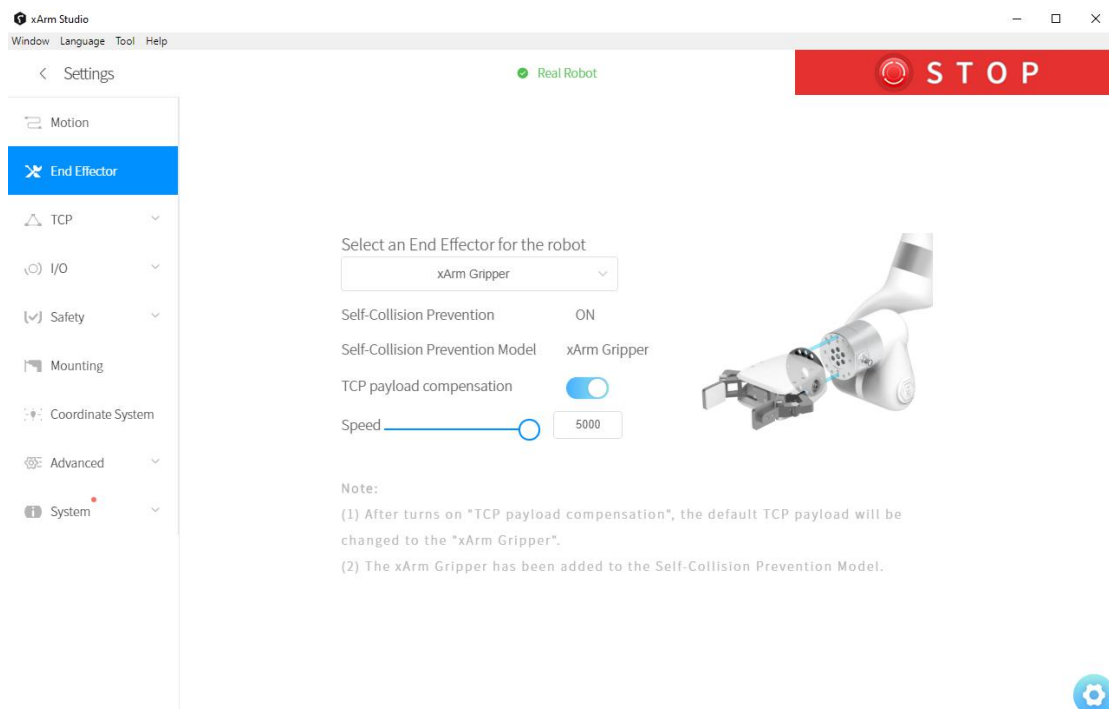 xArm Studio
Window Language Tool Help
Settings
Real Robot
STOP
Motion
End Effector
TCP
I/O
Safety
Mounting
Coordinate System
Advanced
System
Select an End Effector for the robot
xArm Gripper
Self-Collision Prevention ON
Self-Collision Prevention Model xArm Gripper
TCP payload compensation
Speed 5000
Note:
(1) After turns on "TCP payload compensation", the default TCP payload will be
changed to the "xArm Gripper".
(2) The xArm Gripper has been added to the Self-Collision Prevention Model.